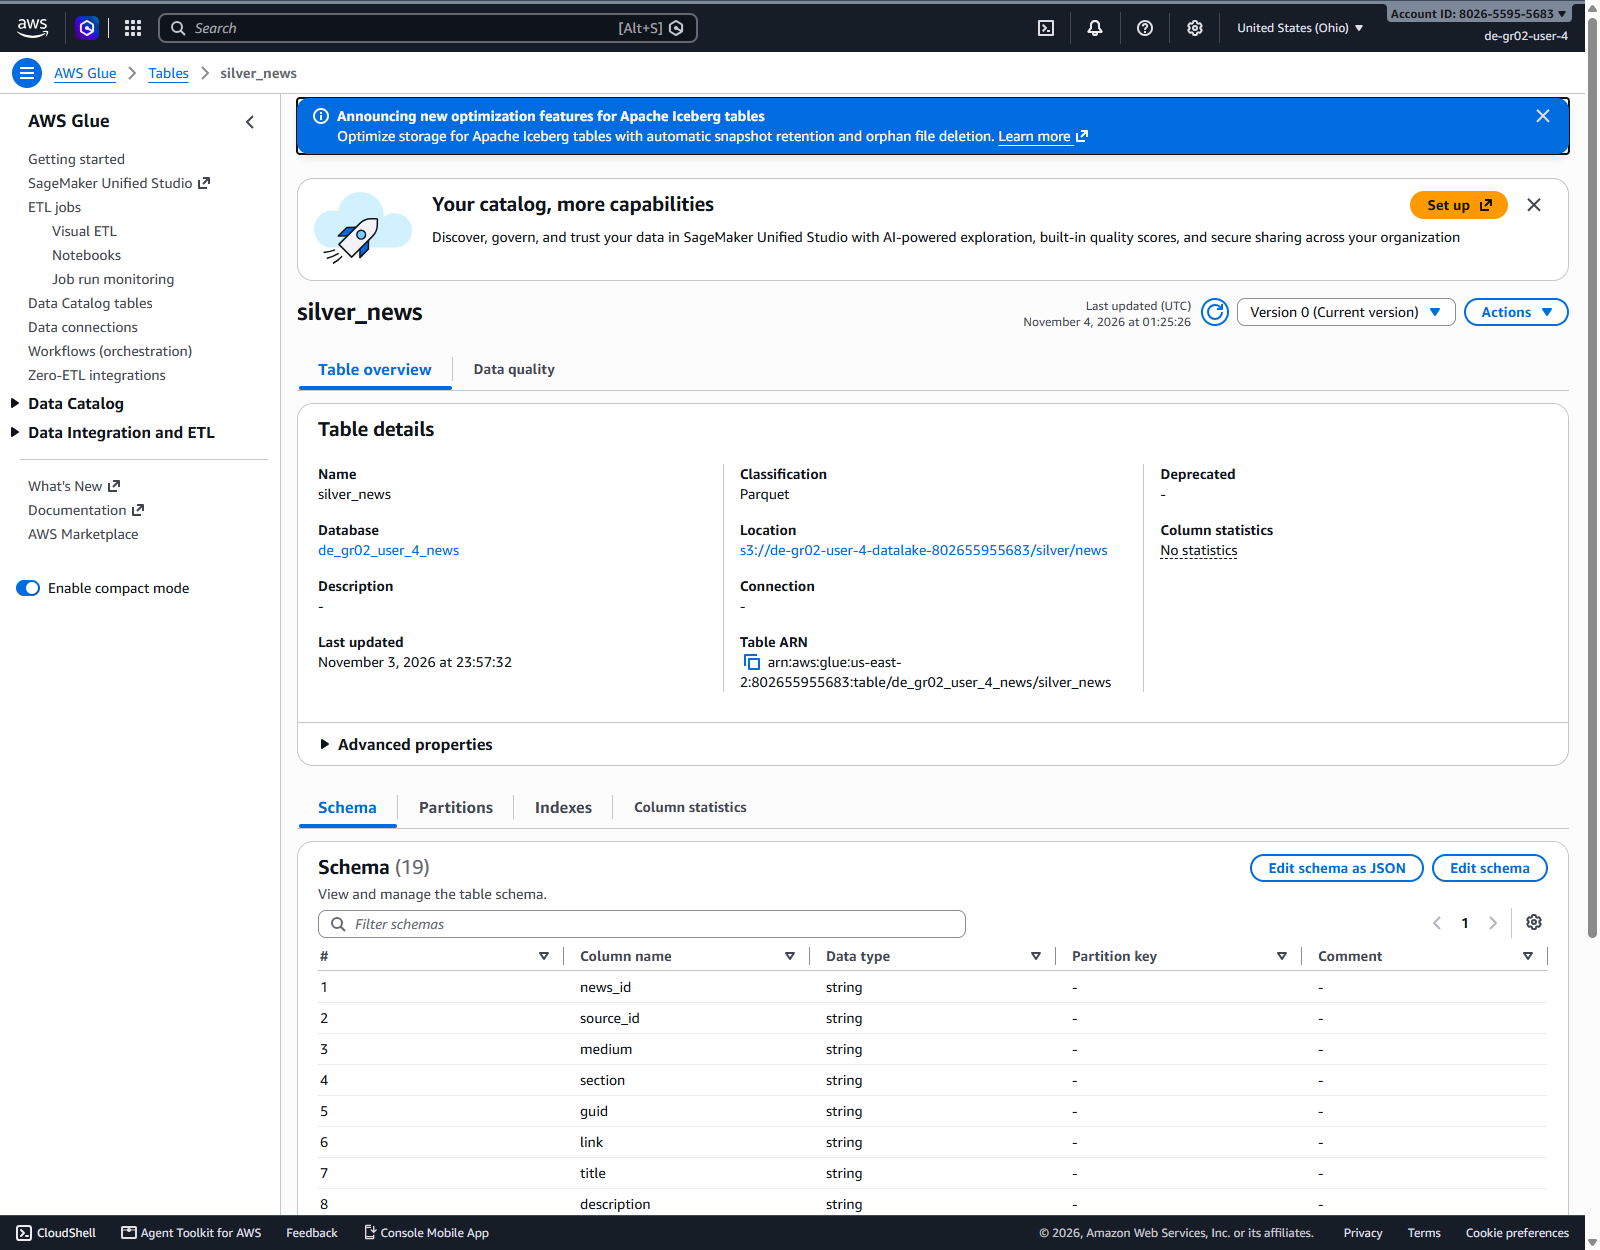 aws
Search
[Alt+S]
United States (Ohio)
Account ID: 8026-5595-5683
de-gr02-user-4
AWS Glue
Tables
silver_news
AWS Glue
Getting started
SageMaker Unified Studio
ETL jobs
Visual ETL
Notebooks
Job run monitoring
Data Catalog tables
Data connections
Workflows (orchestration)
Zero-ETL integrations
Data Catalog
Data Integration and ETL
What's New
Documentation
AWS Marketplace
Enable compact mode
Announcing new optimization features for Apache Iceberg tables
Optimize storage for Apache Iceberg tables with automatic snapshot retention and orphan file deletion. Learn more
Your catalog, more capabilities
Discover, govern, and trust your data in SageMaker Unified Studio with AI-powered exploration, built-in quality scores, and secure sharing across your organization
Set up
silver_news
Last updated (UTC)
November 4, 2026 at 01:25:26
Version 0 (Current version)
Actions
Table overview
Data quality
Table details
Name
silver_news
Database
de_gr02_user_4_news
Description
-
Last updated
November 3, 2026 at 23:57:32
Classification
Parquet
Location
s3://de-gr02-user-4-datalake-802655955683/silver/news
Connection
-
Table ARN
arn:aws:glue:us-east-
2:802655955683:table/de_gr02_user_4_news/silver_news
Deprecated
-
Column statistics
No statistics
Advanced properties
Schema
Partitions
Indexes
Column statistics
Schema (19)
View and manage the table schema.
Edit schema as JSON
Edit schema
Filter schemas
1
# Column name Data type Partition key Comment
1 news_id string - -
2 source_id string - -
3 medium string - -
4 section string - -
5 guid string - -
6 link string - -
7 title string - -
8 description string - -
CloudShell
Agent Toolkit for AWS
Feedback
Console Mobile App
© 2026, Amazon Web Services, Inc. or its affiliates.
Privacy
Terms
Cookie preferences